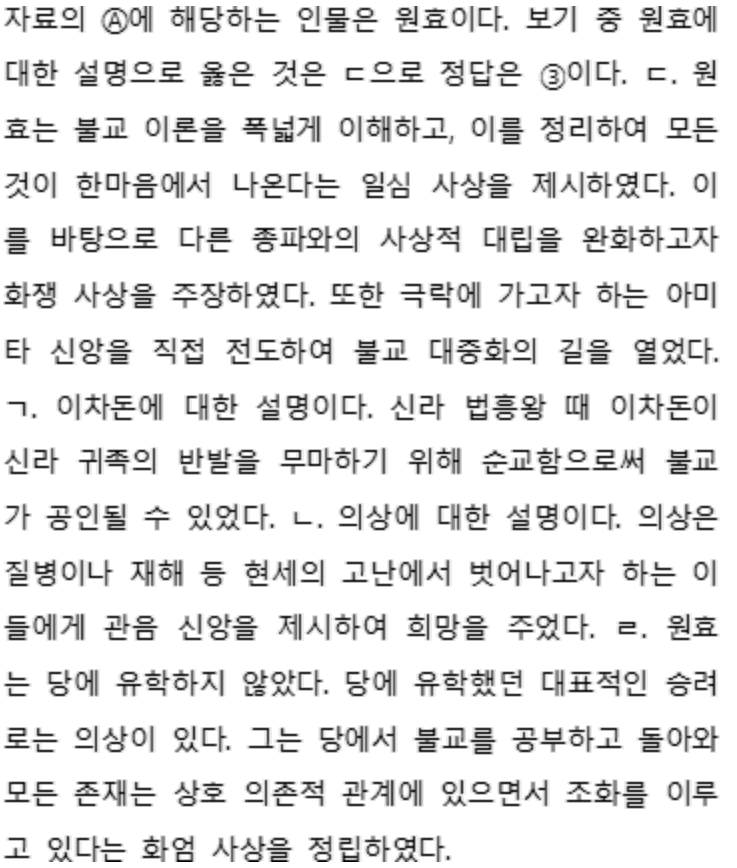 자료의 Ⓐ에 해당하는 인물은 원효이다. 보기 중 원효에
대한 설명으로 옳은 것은 ㄷ으로 정답은 ③이다. ㄷ. 원
효는 불교 이론을 폭넓게 이해하고, 이를 정리하여 모든
것이 한마음에서 나온다는 일심 사상을 제시하였다. 이
를 바탕으로 다른 종파와의 사상적 대립을 완화하고자
화쟁 사상을 주장하였다. 또한 극락에 가고자 하는 아미
타 신앙을 직접 전도하여 불교 대중화의 길을 열었다.
ㄱ. 이차돈에 대한 설명이다. 신라 법흥왕 때 이차돈이
신라 귀족의 반발을 무마하기 위해 순교함으로써 불교
가 공인될 수 있었다. ㄴ. 의상에 대한 설명이다. 의상은
질병이나 재해 등 현세의 고난에서 벗어나고자 하는 이
들에게 관음 신앙을 제시하여 희망을 주었다. ㄹ. 원효
는 당에 유학하지 않았다. 당에 유학했던 대표적인 승려
로는 의상이 있다. 그는 당에서 불교를 공부하고 돌아와
모든 존재는 상호 의존적 관계에 있으면서 조화를 이루
고 있다는 화엄 사상을 정립하였다.